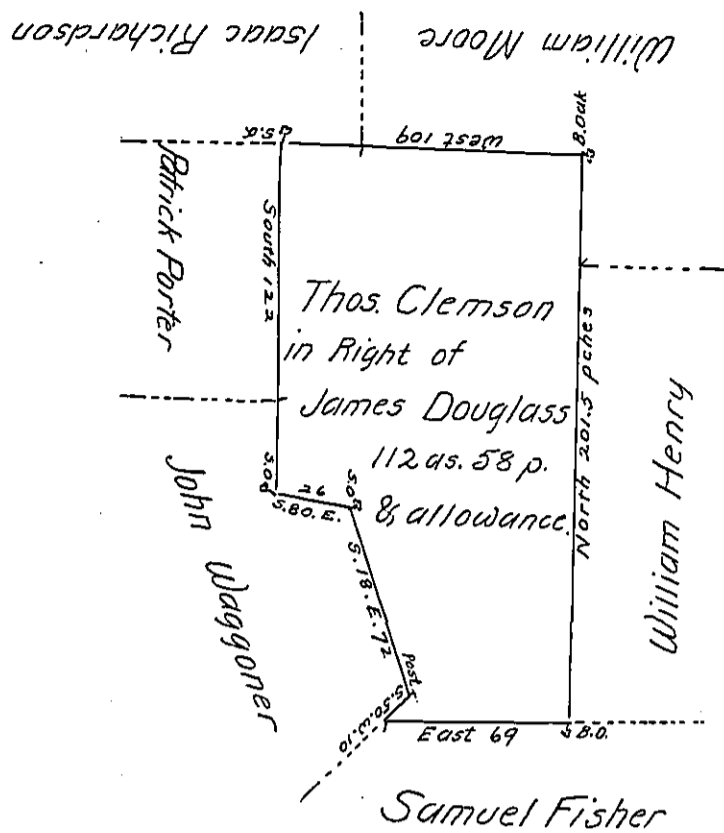 Isaac Richardson
William Moore
S.O.
West 109
B.Oak
Patrick Porter
South 122
Thos. Clemson
in Right of
James Douglass
112 as. 58 p.
& allowance.
North 201.5 pches
William Henry
S.O.
26
S.80.E.
S.O.
John Waggoner
S.18.E.72
Post
S.50.W.10
East 69
B.O.
Samuel Fisher